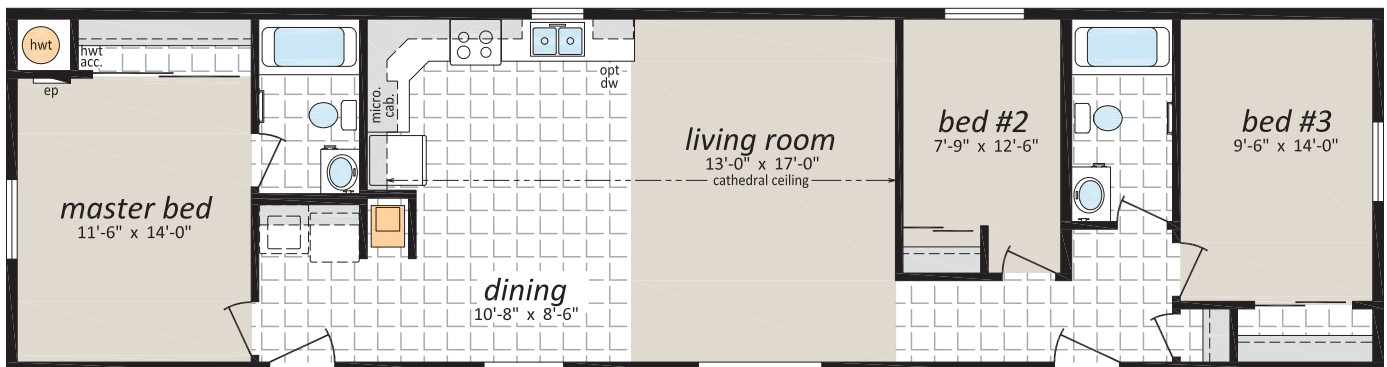 hwt
hwt
acc.
ep
master bed
11'-6" x 14'-0"
micro.
cab.
opt
dw
dining
10'-8" x 8'-6"
living room
13'-0" x 17'-0"
cathedral ceiling
bed #2
7'-9" x 12'-6"
bed #3
9'-6" x 14'-0"